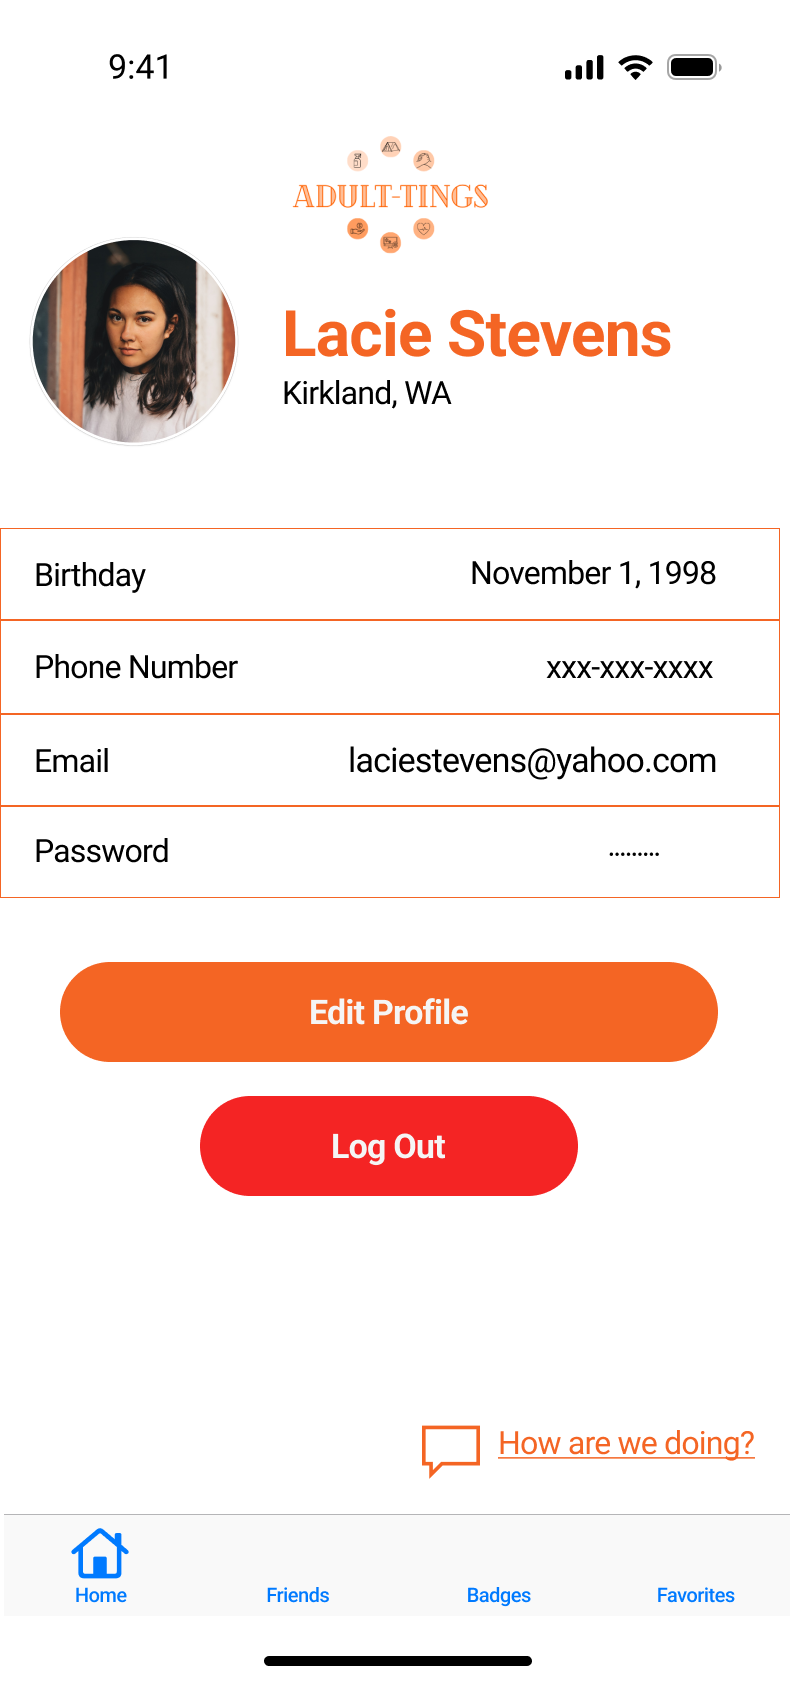 9:41
ADULT-TINGS
Lacie Stevens
Kirkland, WA
Birthday November 1, 1998
Phone Number xxx-xxx-xxxx
Email laciestevens@yahoo.com
Password .........
Edit Profile
Log Out
How are we doing?
Home Friends Badges Favorites